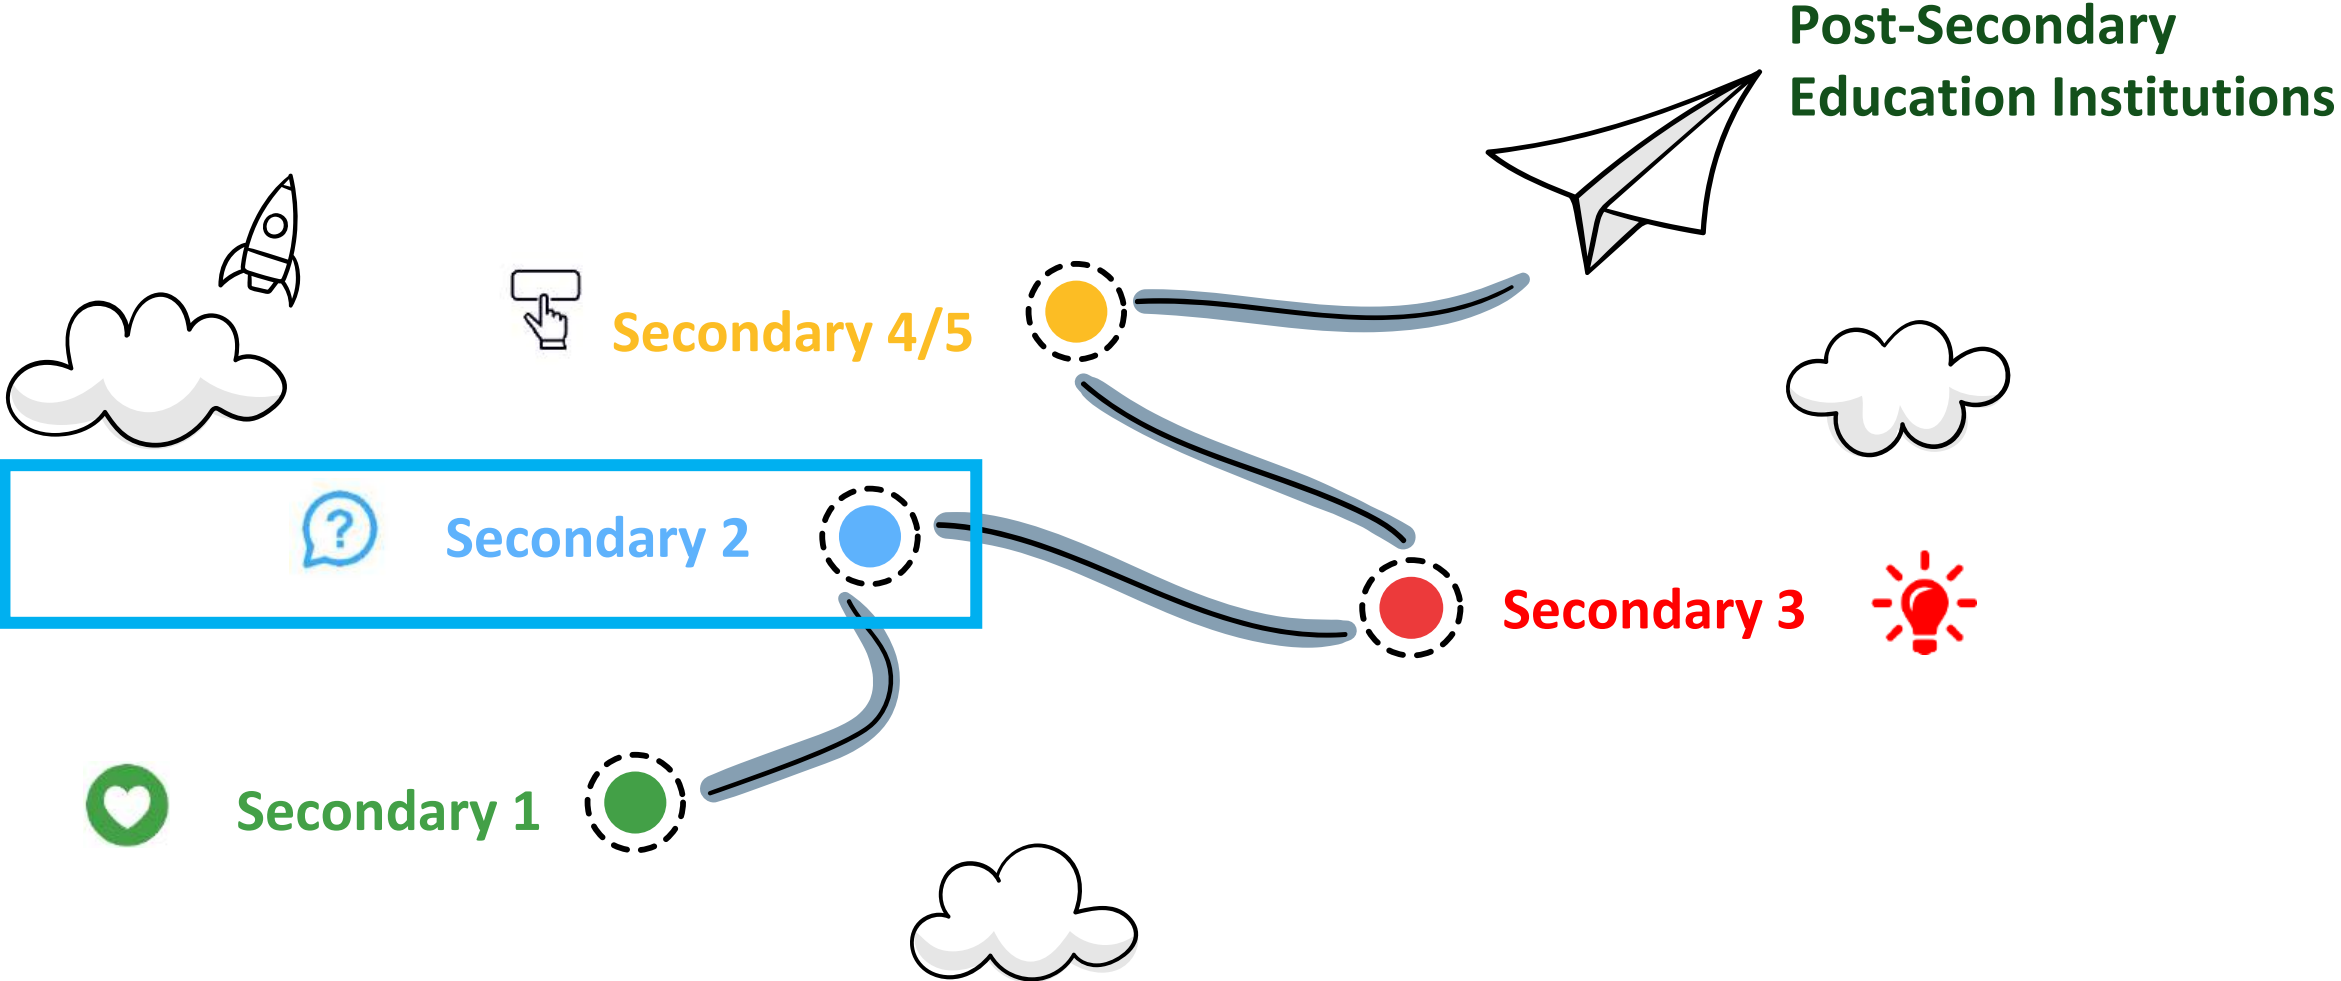 Post-Secondary
Education Institutions
Secondary 4/5
?
Secondary 2
Secondary 3
Secondary 1